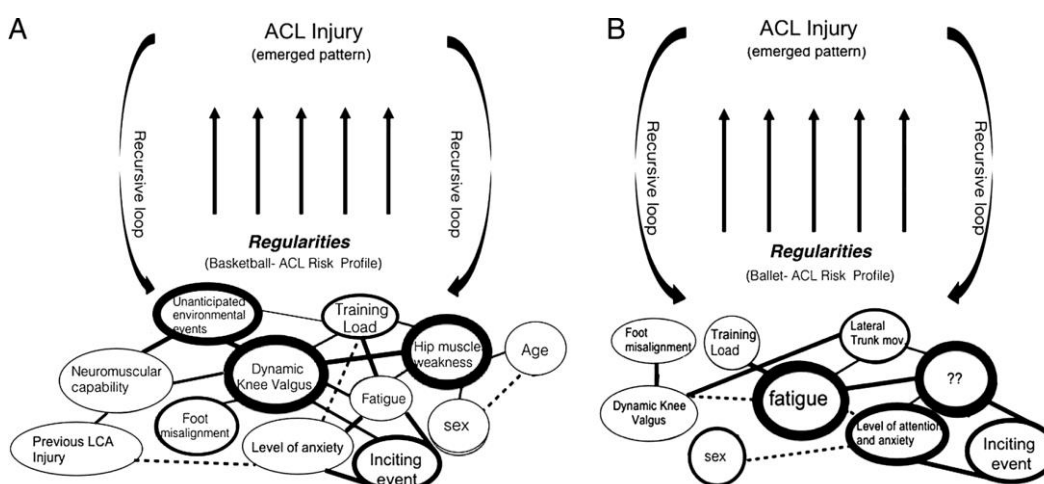 A
ACL Injury
(emerged pattern)
Recursive loop
Recursive loop
Regularities
(Basketball- ACL Risk Profile)
Unanticipated
environmental
events
Training
Load
Hip muscles
weakness
Age
Neuromuscular
capability
Dynamic
Knee Valgus
Fatigue
sex
Foot
misalignment
Previous LCA
Injury
Level of anxiety
Inciting
event
B
ACL Injury
(emerged pattern)
Recursive loop
Recursive loop
Regularities
(Ballet- ACL Risk Profile)
Foot
misalignment
Training
Load
Lateral
Trunk mov.
??
Dynamic Knee
Valgus
fatigue
sex
Level of attention
and anxiety
Inciting
event